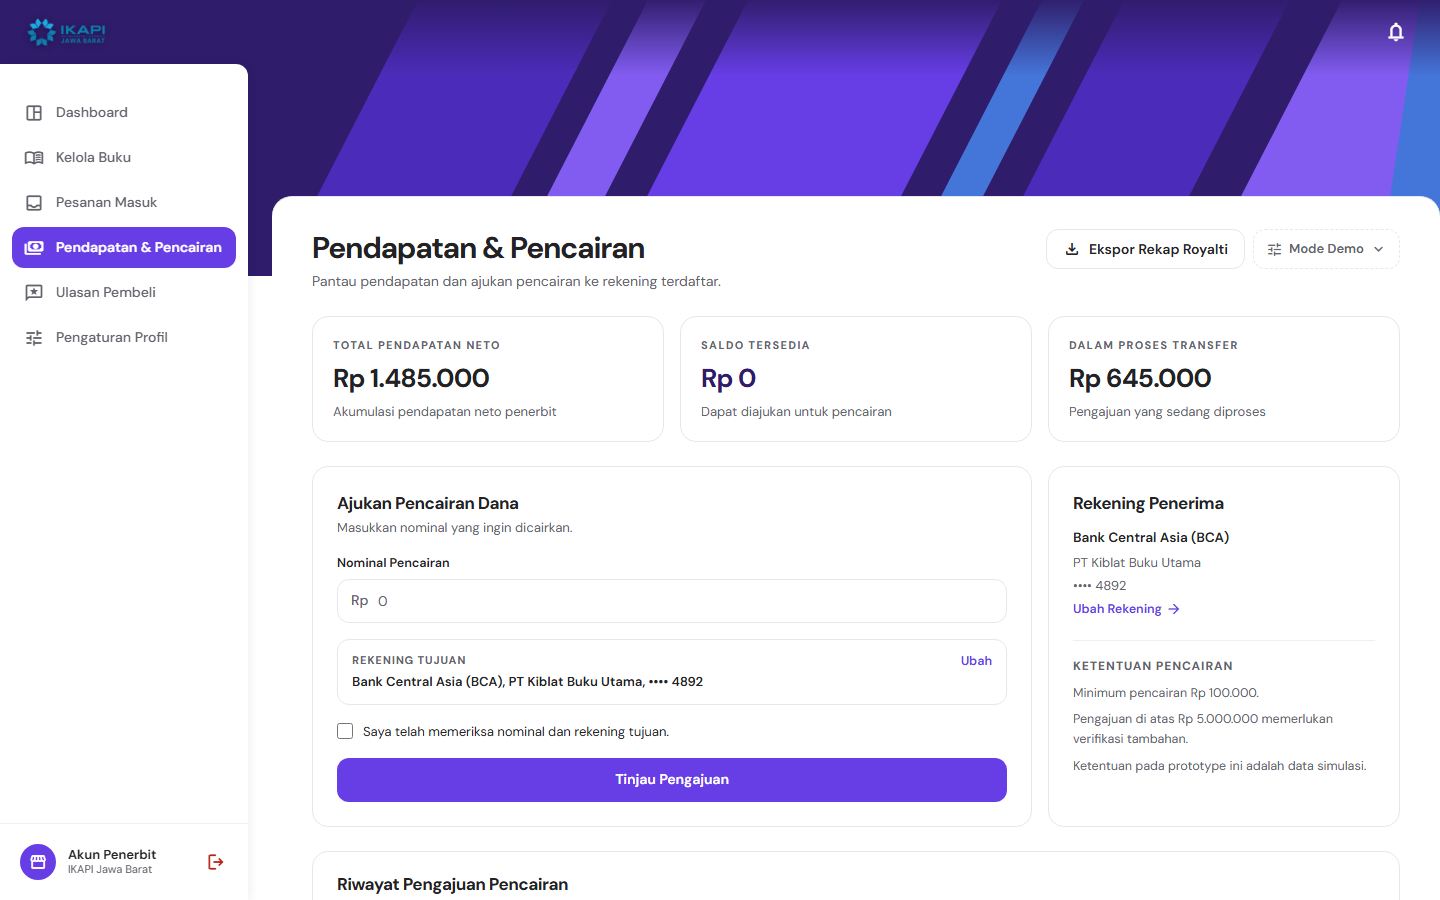 IKAPI
JAWA BARAT
Dashboard
Kelola Buku
Pesanan Masuk
Pendapatan & Pencairan
Ulasan Pembeli
Pengaturan Profil
Akun Penerbit
IKAPI Jawa Barat
Pendapatan & Pencairan
Pantau pendapatan dan ajukan pencairan ke rekening terdaftar.
Ekspor Rekap Royalti
Mode Demo
TOTAL PENDAPATAN NETO
Rp 1.485.000
Akumulasi pendapatan neto penerbit
SALDO TERSEDIA
Rp 0
Dapat diajukan untuk pencairan
DALAM PROSES TRANSFER
Rp 645.000
Pengajuan yang sedang diproses
Ajukan Pencairan Dana
Masukkan nominal yang ingin dicairkan.
Nominal Pencairan
Rp 0
REKENING TUJUAN
Ubah
Bank Central Asia (BCA), PT Kiblat Buku Utama, •••• 4892
Saya telah memeriksa nominal dan rekening tujuan.
Tinjau Pengajuan
Rekening Penerima
Bank Central Asia (BCA)
PT Kiblat Buku Utama
•••• 4892
Ubah Rekening →
KETENTUAN PENCAIRAN
Minimum pencairan Rp 100.000.
Pengajuan di atas Rp 5.000.000 memerlukan
verifikasi tambahan.
Ketentuan pada prototype ini adalah data simulasi.
Riwayat Pengajuan Pencairan